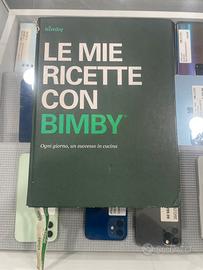 bimby
LE MIE
RICETTE
CON
BIMBY
Ogni giorno, un successo in cucina